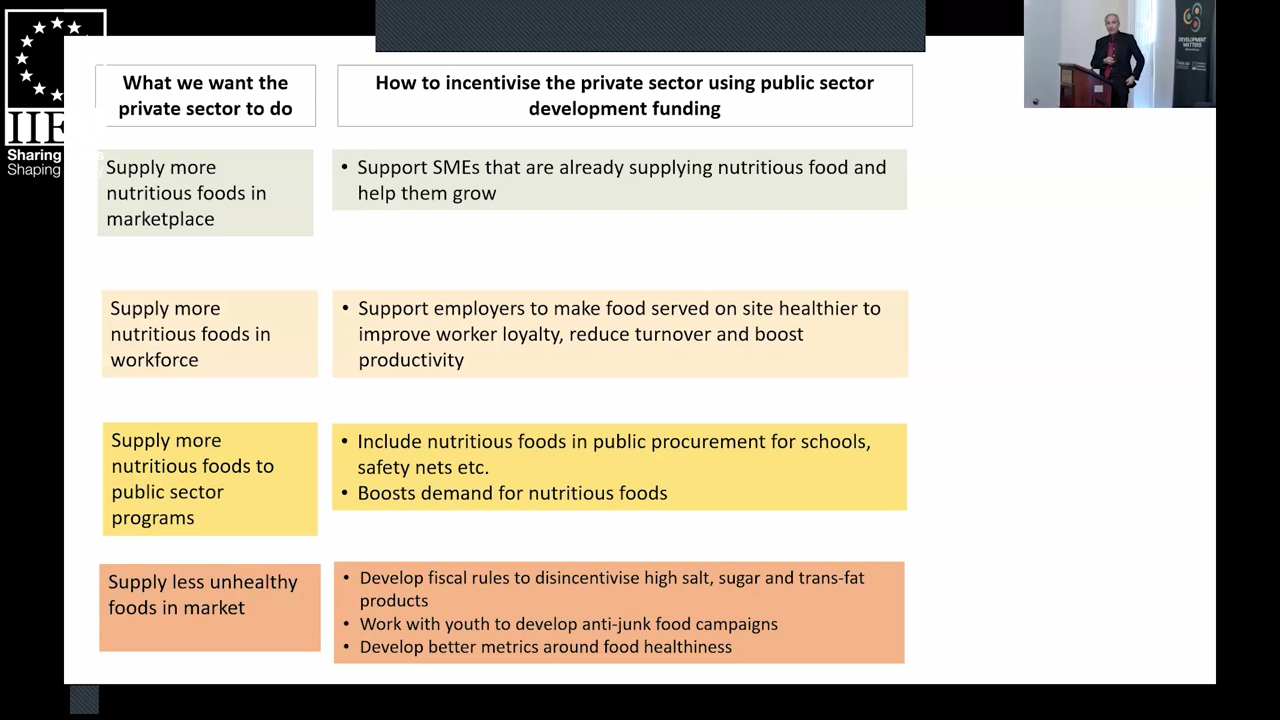 IIE
Sharing
Shaping
DEVELOPMENT
MATTERS
What we want the
private sector to do
How to incentivise the private sector using public sector
development funding
Supply more
nutritious foods in
marketplace
• Support SMEs that are already supplying nutritious food and
help them grow
Supply more
nutritious foods in
workforce
• Support employers to make food served on site healthier to
improve worker loyalty, reduce turnover and boost
productivity
Supply more
nutritious foods to
public sector
programs
• Include nutritious foods in public procurement for schools,
safety nets etc.
• Boosts demand for nutritious foods
Supply less unhealthy
foods in market
• Develop fiscal rules to disincentivise high salt, sugar and trans-fat
products
• Work with youth to develop anti-junk food campaigns
• Develop better metrics around food healthiness